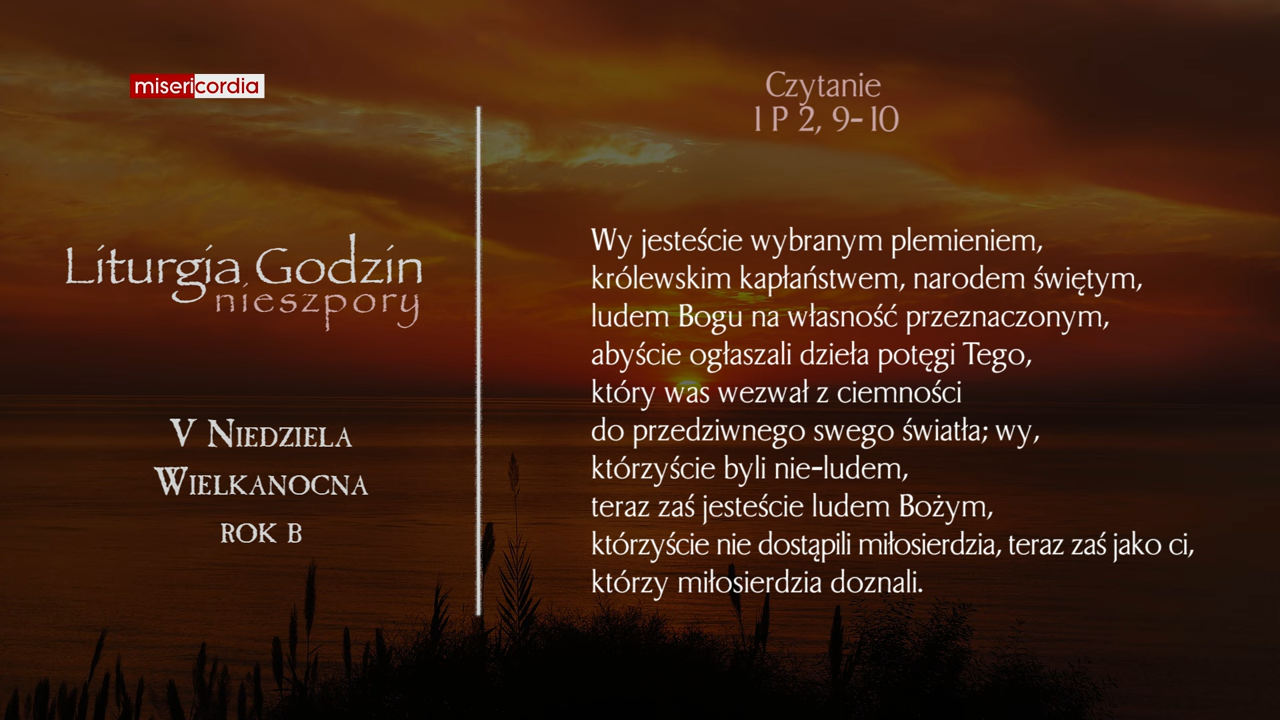 misericordia
Liturgia Godzin
nieszpory
V Niedziela
Wielkanocna
rok B
Czytanie
1 P 2, 9-10
Wy jesteście wybranym plemieniem,
królewskim kapłaństwem, narodem świętym,
ludem Bogu na własność przeznaczonym,
abyście ogłaszali dzieła potęgi Tego,
który was wezwał z ciemności
do przedziwnego swego światła; wy,
którzyście byli nie-ludem,
teraz zaś jesteście ludem Bożym,
którzyście nie dostąpili miłosierdzia, teraz zaś jako ci,
którzy miłosierdzia doznali.